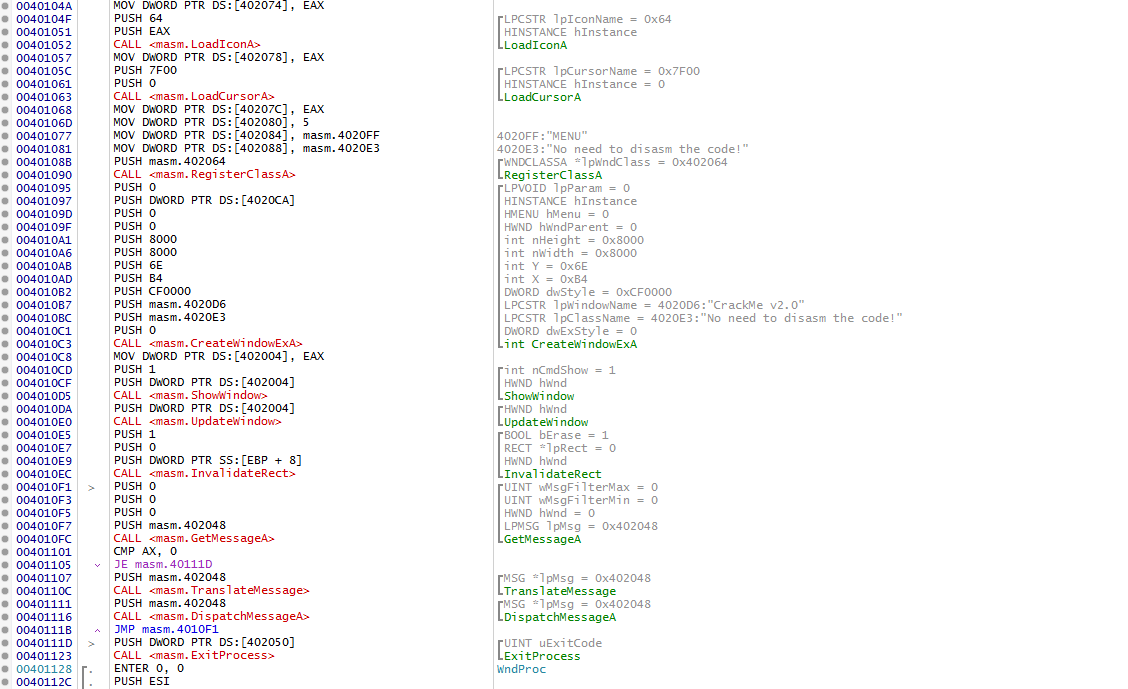 0040104A MOV DWORD PTR DS:[402074], EAX
0040104F PUSH 64 LPCSTR lpIconName = 0x64
00401051 PUSH EAX HINSTANCE hInstance
00401052 CALL <masm.LoadIconA> LoadIconA
00401057 MOV DWORD PTR DS:[402078], EAX
0040105C PUSH 7F00 LPCSTR lpCursorName = 0x7F00
00401061 PUSH 0 HINSTANCE hInstance = 0
00401063 CALL <masm.LoadCursorA> LoadCursorA
00401068 MOV DWORD PTR DS:[40207C], EAX
0040106D MOV DWORD PTR DS:[402080], 5
00401077 MOV DWORD PTR DS:[402084], masm.4020FF 4020FF:"MENU"
00401081 MOV DWORD PTR DS:[402088], masm.4020E3 4020E3:"No need to disasm the code!"
0040108B PUSH masm.402064 WNDCLASSA *lpWndClass = 0x402064
00401090 CALL <masm.RegisterClassA> RegisterClassA
00401095 PUSH 0 LPVOID lpParam = 0
00401097 PUSH DWORD PTR DS:[4020CA] HINSTANCE hInstance
0040109D PUSH 0 HMENU hMenu = 0
0040109F PUSH 0 HWND hWndParent = 0
004010A1 PUSH 8000 int nHeight = 0x8000
004010A6 PUSH 8000 int nWidth = 0x8000
004010AB PUSH 6E int Y = 0x6E
004010AD PUSH B4 int X = 0xB4
004010B2 PUSH CF0000 DWORD dwStyle = 0xCF0000
004010B7 PUSH masm.4020D6 LPCSTR lpWindowName = 4020D6:"CrackMe v2.0"
004010BC PUSH masm.4020E3 LPCSTR lpClassName = 4020E3:"No need to disasm the code!"
004010C1 PUSH 0 DWORD dwExStyle = 0
004010C3 CALL <masm.CreateWindowExA> int CreateWindowExA
004010C8 MOV DWORD PTR DS:[402004], EAX
004010CD PUSH 1 int nCmdShow = 1
004010CF PUSH DWORD PTR DS:[402004] HWND hWnd
004010D5 CALL <masm.ShowWindow> ShowWindow
004010DA PUSH DWORD PTR DS:[402004] HWND hWnd
004010E0 CALL <masm.UpdateWindow> UpdateWindow
004010E5 PUSH 1 BOOL bErase = 1
004010E7 PUSH 0 RECT *lpRect = 0
004010E9 PUSH DWORD PTR SS:[EBP + 8] HWND hWnd
004010EC CALL <masm.InvalidateRect> InvalidateRect
004010F1 > PUSH 0 UINT wMsgFilterMax = 0
004010F3 PUSH 0 UINT wMsgFilterMin = 0
004010F5 PUSH 0 HWND hWnd = 0
004010F7 PUSH masm.402048 LPMSG lpMsg = 0x402048
004010FC CALL <masm.GetMessageA> GetMessageA
00401101 CMP AX, 0
00401105 JE masm.40111D
00401107 PUSH masm.402048 MSG *lpMsg = 0x402048
0040110C CALL <masm.TranslateMessage> TranslateMessage
00401111 PUSH masm.402048 MSG *lpMsg = 0x402048
00401116 CALL <masm.DispatchMessageA> DispatchMessageA
0040111B JMP masm.4010F1
0040111D > PUSH DWORD PTR DS:[402050] UINT uExitCode
00401123 CALL <masm.ExitProcess> ExitProcess
00401128 ENTER 0, 0 WndProc
0040112C PUSH ESI